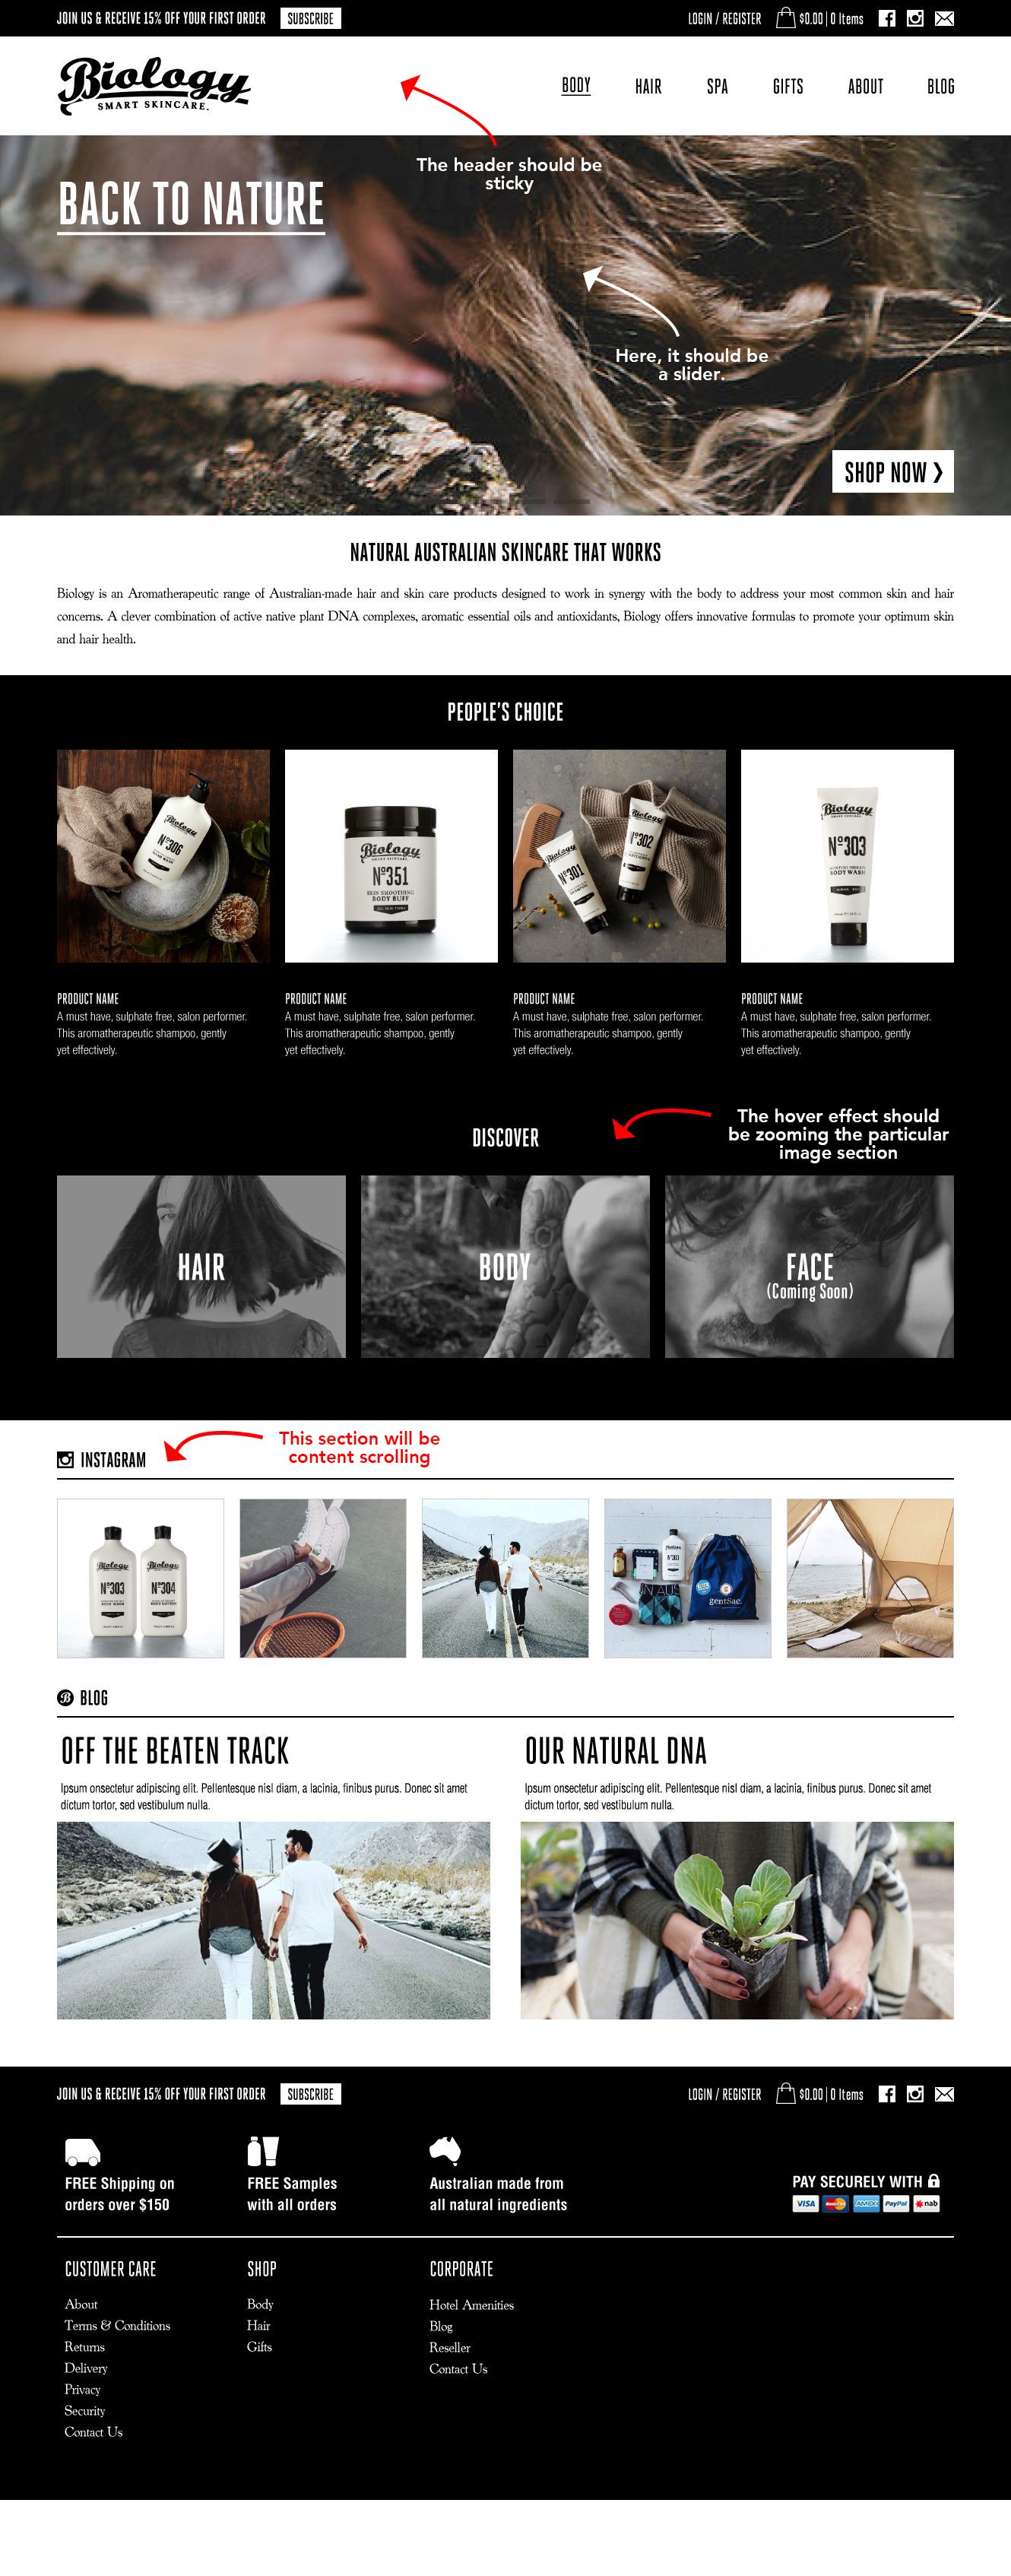 JOIN US & RECEIVE 15% OFF YOUR FIRST ORDER
SUBSCRIBE
LOGIN / REGISTER
$0.00 | 0 Items
Biology
SMART SKINCARE.
BODY
HAIR
SPA
GIFTS
ABOUT
BLOG
The header should be
sticky
BACK TO NATURE
Here, it should be
a slider.
SHOP NOW ❯
NATURAL AUSTRALIAN SKINCARE THAT WORKS
Biology is an Aromatherapeutic range of Australian-made hair and skin care products designed to work in synergy with the body to address your most common skin and hair
concerns. A clever combination of active native plant DNA complexes, aromatic essential oils and antioxidants, Biology offers innovative formulas to promote your optimum skin
and hair health.
PEOPLE'S CHOICE
Biology
Nº306
Biology
SMART SKINCARE
Nº351
SKIN SMOOTHING
BODY BUFF
Biology
Nº301
Biology
Nº302
Biology
Nº303
BODY WASH
PRODUCT NAME
A must have, sulphate free, salon performer.
This aromatherapeutic shampoo, gently
yet effectively.
PRODUCT NAME
A must have, sulphate free, salon performer.
This aromatherapeutic shampoo, gently
yet effectively.
PRODUCT NAME
A must have, sulphate free, salon performer.
This aromatherapeutic shampoo, gently
yet effectively.
PRODUCT NAME
A must have, sulphate free, salon performer.
This aromatherapeutic shampoo, gently
yet effectively.
DISCOVER
The hover effect should
be zooming the particular
image section
HAIR
BODY
FACE
(Coming Soon)
INSTAGRAM
This section will be
content scrolling
Biology
Nº303
BODY WASH
Biology
Nº304
BODY LOTION
gentSac.
B BLOG
OFF THE BEATEN TRACK
Ipsum onsectetur adipiscing elit. Pellentesque nisl diam, a lacinia, finibus purus. Donec sit amet
dictum tortor, sed vestibulum nulla.
OUR NATURAL DNA
Ipsum onsectetur adipiscing elit. Pellentesque nisl diam, a lacinia, finibus purus. Donec sit amet
dictum tortor, sed vestibulum nulla.
JOIN US & RECEIVE 15% OFF YOUR FIRST ORDER
SUBSCRIBE
LOGIN / REGISTER
$0.00 | 0 Items
FREE Shipping on
orders over $150
FREE Samples
with all orders
Australian made from
all natural ingredients
PAY SECURELY WITH
VISA
MasterCard
AMEX
PayPal
nab
CUSTOMER CARE
About
Terms & Conditions
Returns
Delivery
Privacy
Security
Contact Us
SHOP
Body
Hair
Gifts
CORPORATE
Hotel Amenities
Blog
Reseller
Contact Us